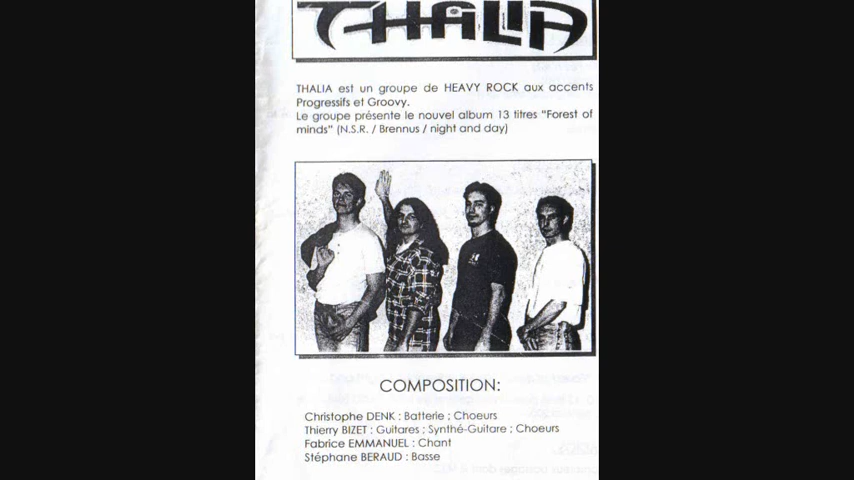 THALIA
THALIA est un groupe de HEAVY ROCK aux accents
Progressifs et Groovy.
Le groupe présente le nouvel album 13 titres "Forest of
minds" (N.S.R. / Brennus / night and day)
COMPOSITION:
Christophe DENK : Batterie ; Choeurs
Thierry BIZET : Guitares ; Synthé-Guitare ; Choeurs
Fabrice EMMANUEL : Chant
Stéphane BERAUD : Basse